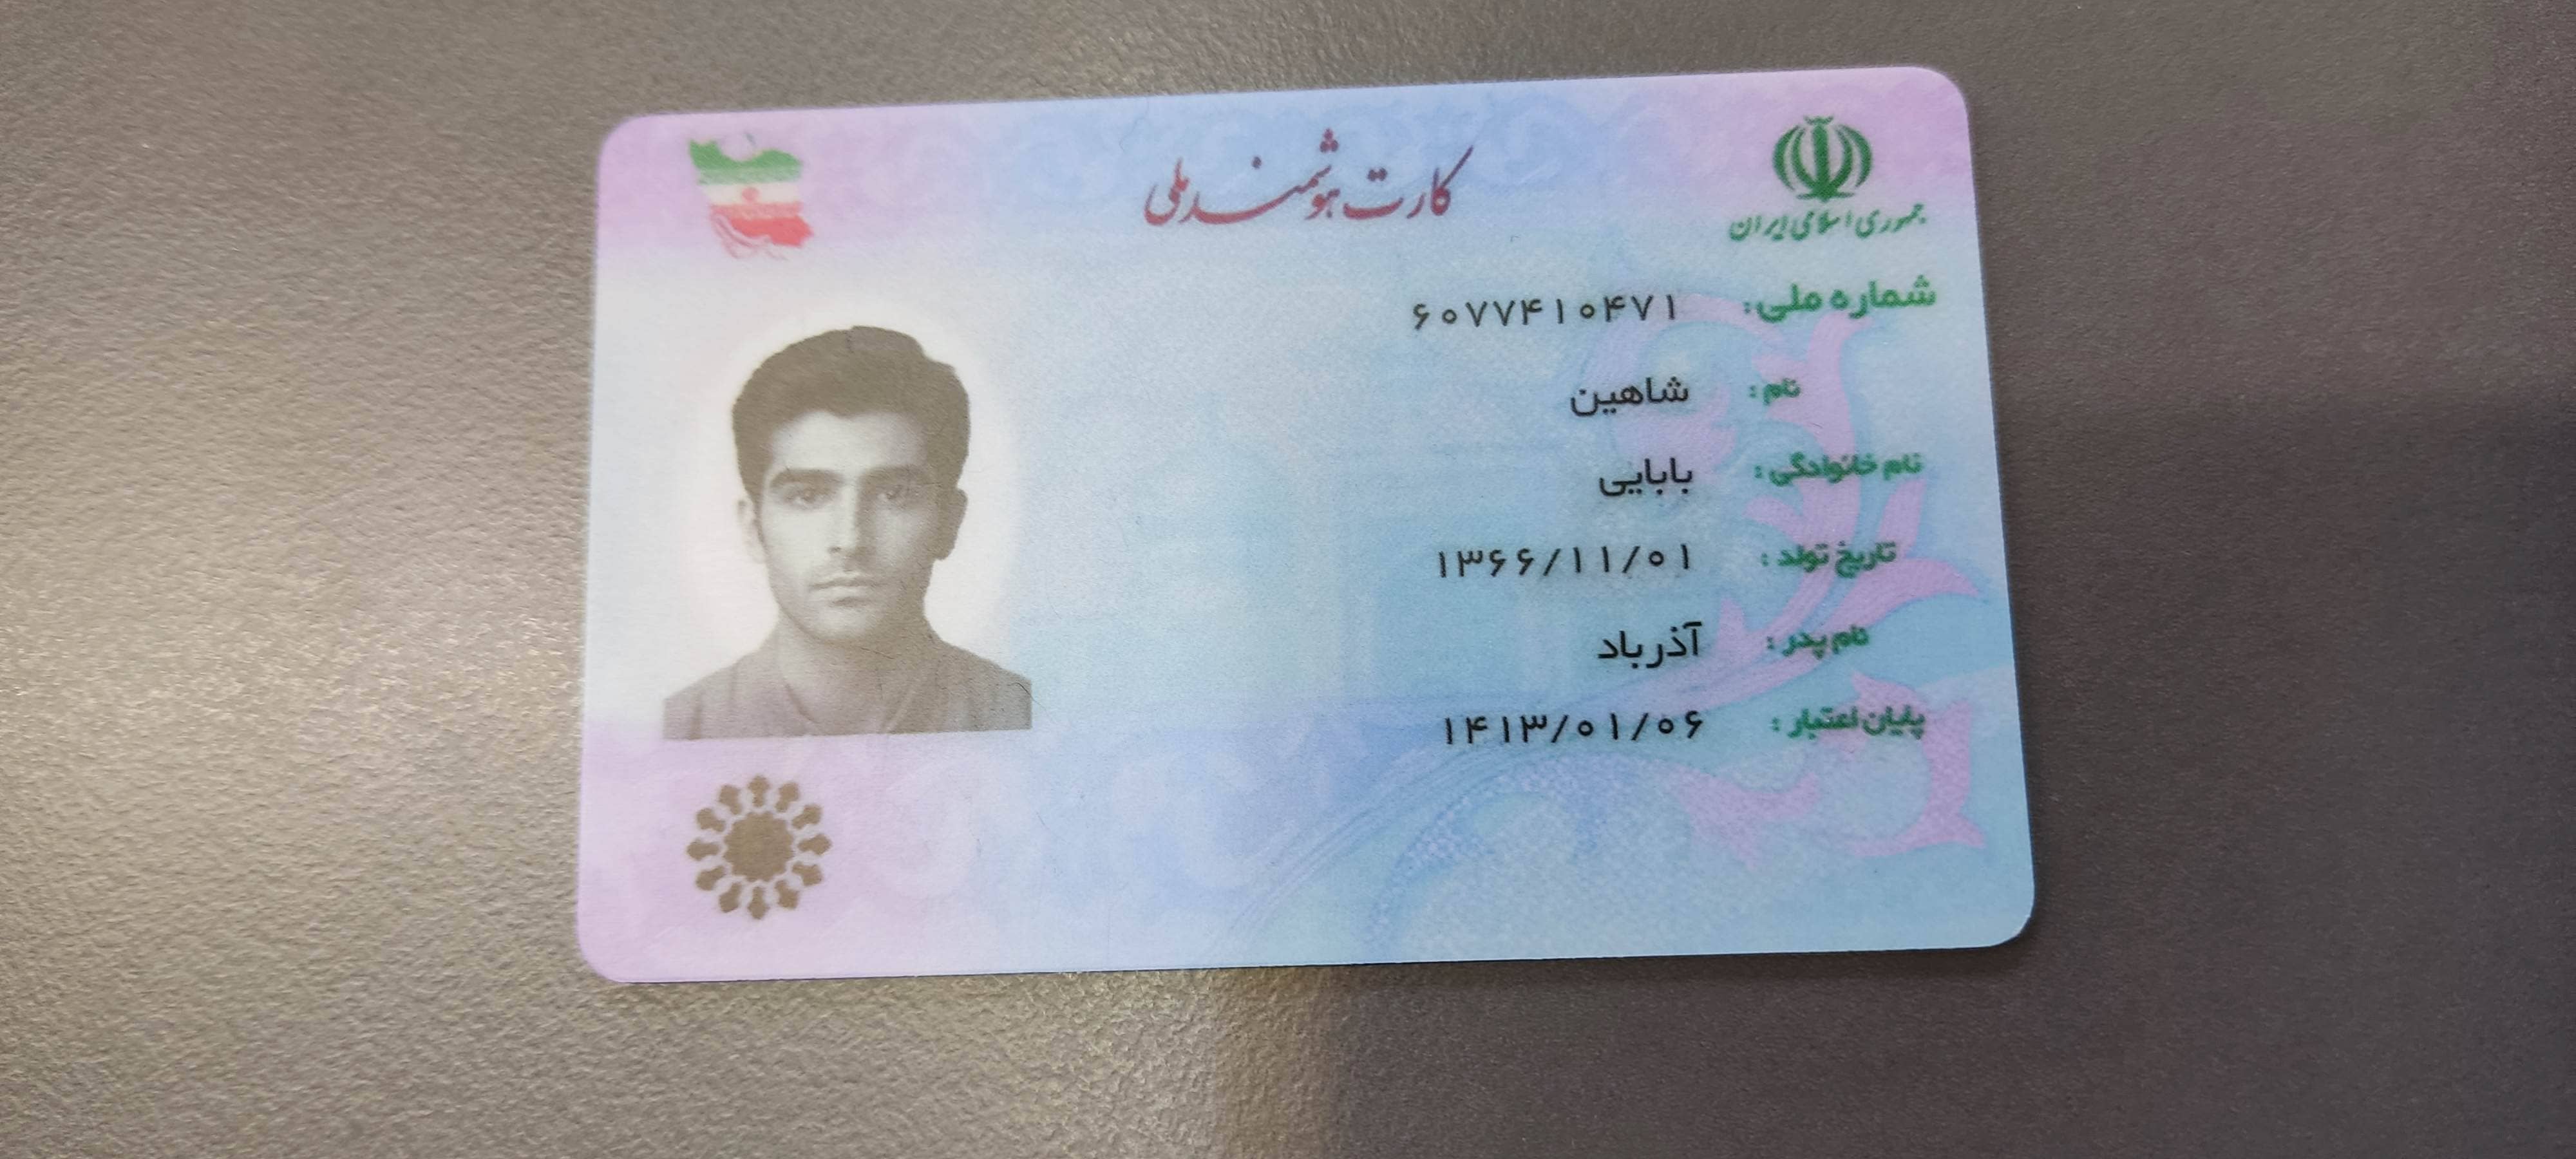 کارت هوشمند ملی
جمهوری اسلامی ایران
شماره ملی: ۶۰۷۷۴۱۰۴۷۱
نام: شاهین
نام خانوادگی: بابایی
تاریخ تولد: ۱۳۶۶/۱۱/۰۱
نام پدر: آذرباد
پایان اعتبار: ۱۴۱۳/۰۱/۰۶